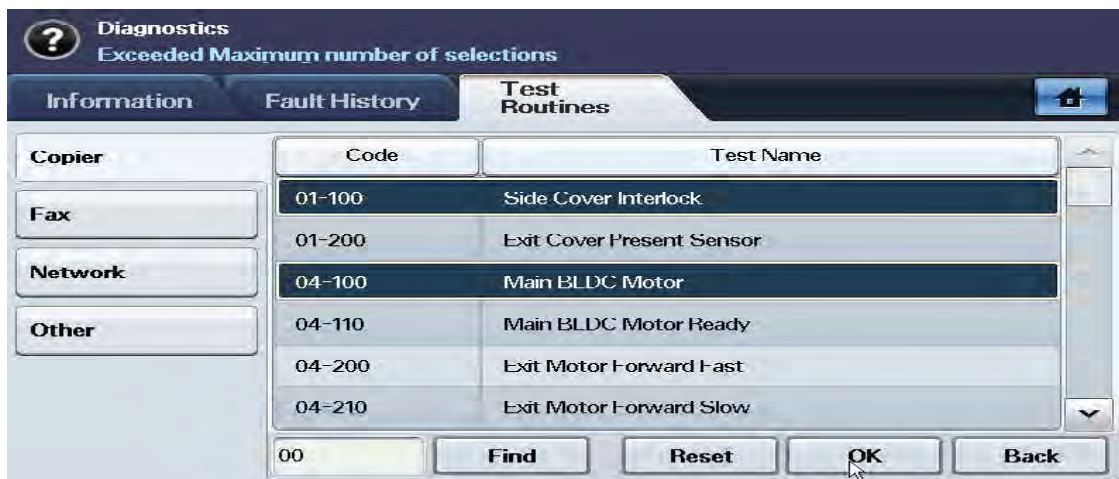 Diagnostics
Exceeded Maximum number of selections
Information
Fault History
Test
Routines
Copier
Fax
Network
Other
Code Test Name
01-100 Side Cover Interlock
01-200 Exit Cover Present Sensor
04-100 Main BLDC Motor
04-110 Main BLDC Motor Ready
04-200 Exit Motor Forward Fast
04-210 Exit Motor Forward Slow
00
Find
Reset
OK
Back